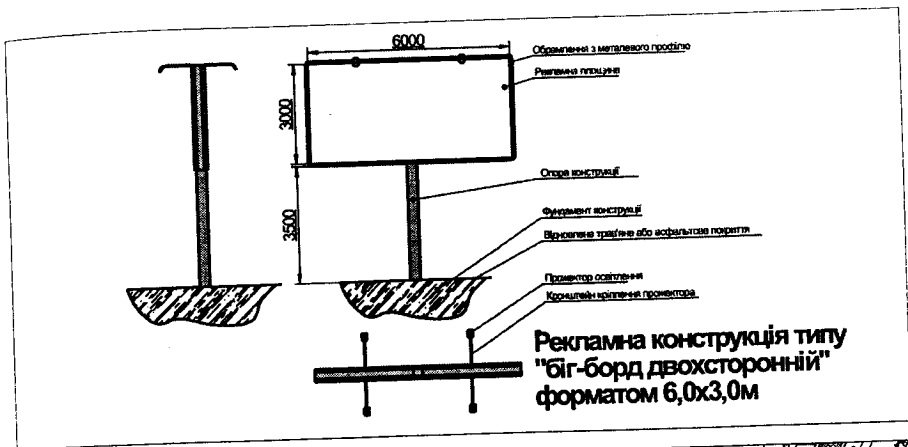 6000
Обрамлення з металевого профілю
Рекламна площина
3000
Опора конструкції
3500
Фундамент конструкції
Відновлене трав'яне або асфальтове покриття
Прожектор освітлення
Кронштейн кріплення прожектора
Рекламна конструкція типу
"біг-борд двохсторонній"
форматом 6,0х3,0м